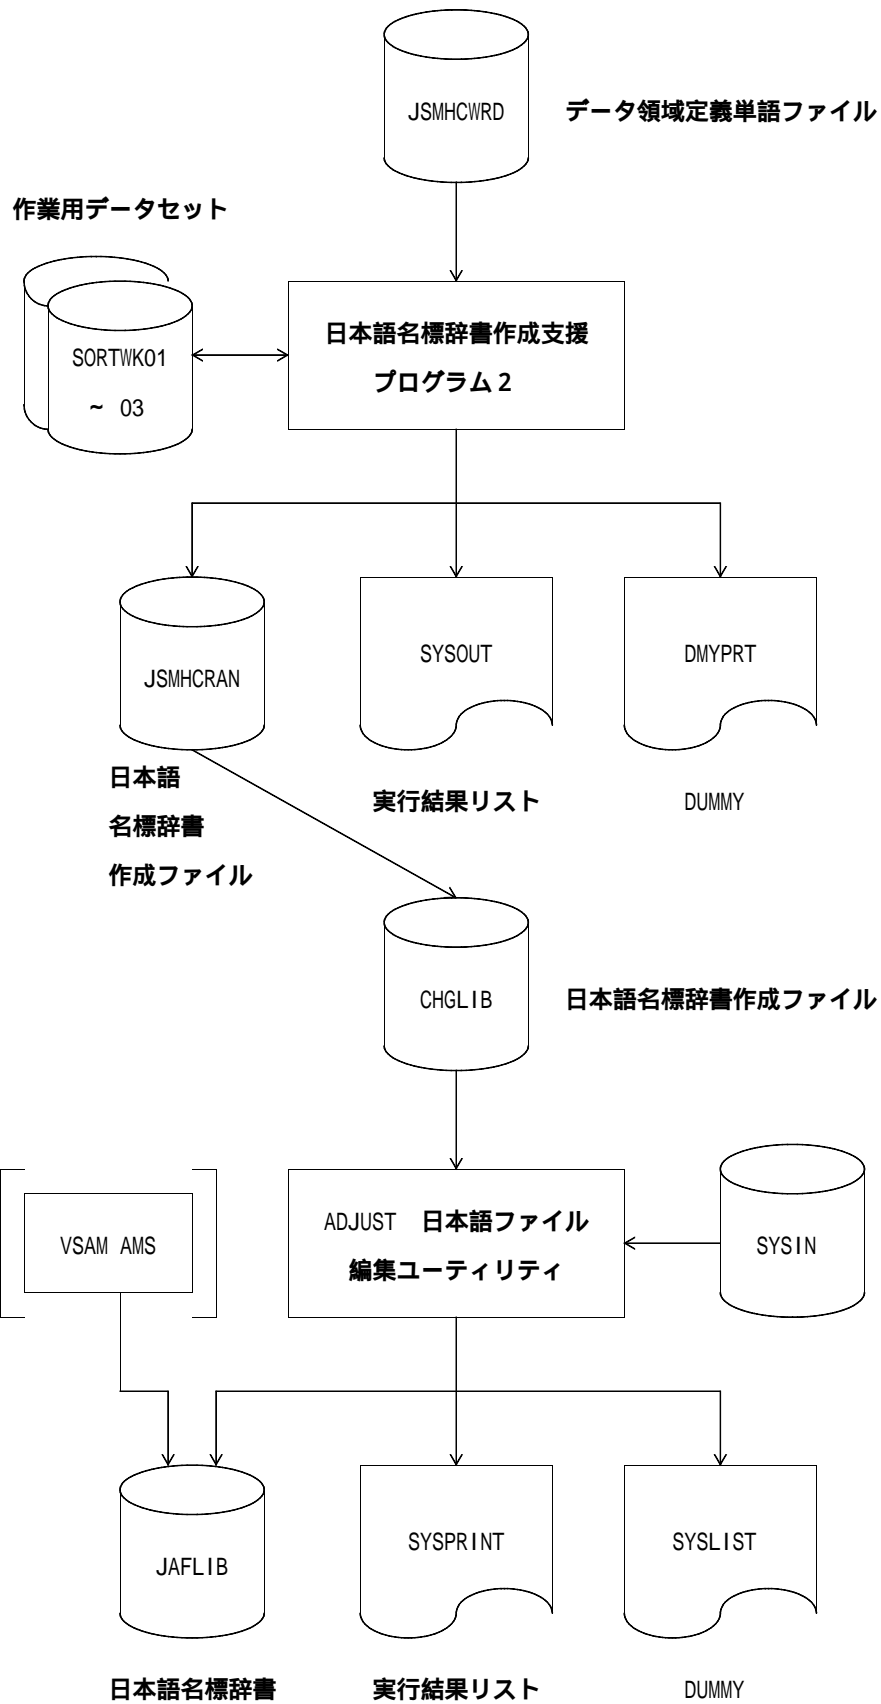 JSMHCWRD
データ領域定義単語ファイル
作業用データセット
SORTWK01
~ 03
日本語名標辞書作成支援
プログラム2
JSMHCRAN
SYSOUT
DMYPRT
日本語
名標辞書
作成ファイル
実行結果リスト
DUMMY
CHGLIB
日本語名標辞書作成ファイル
VSAM AMS
ADJUST 日本語ファイル
編集ユーティリティ
SYSIN
JAFLIB
SYSPRINT
SYSLIST
日本語名標辞書
実行結果リスト
DUMMY